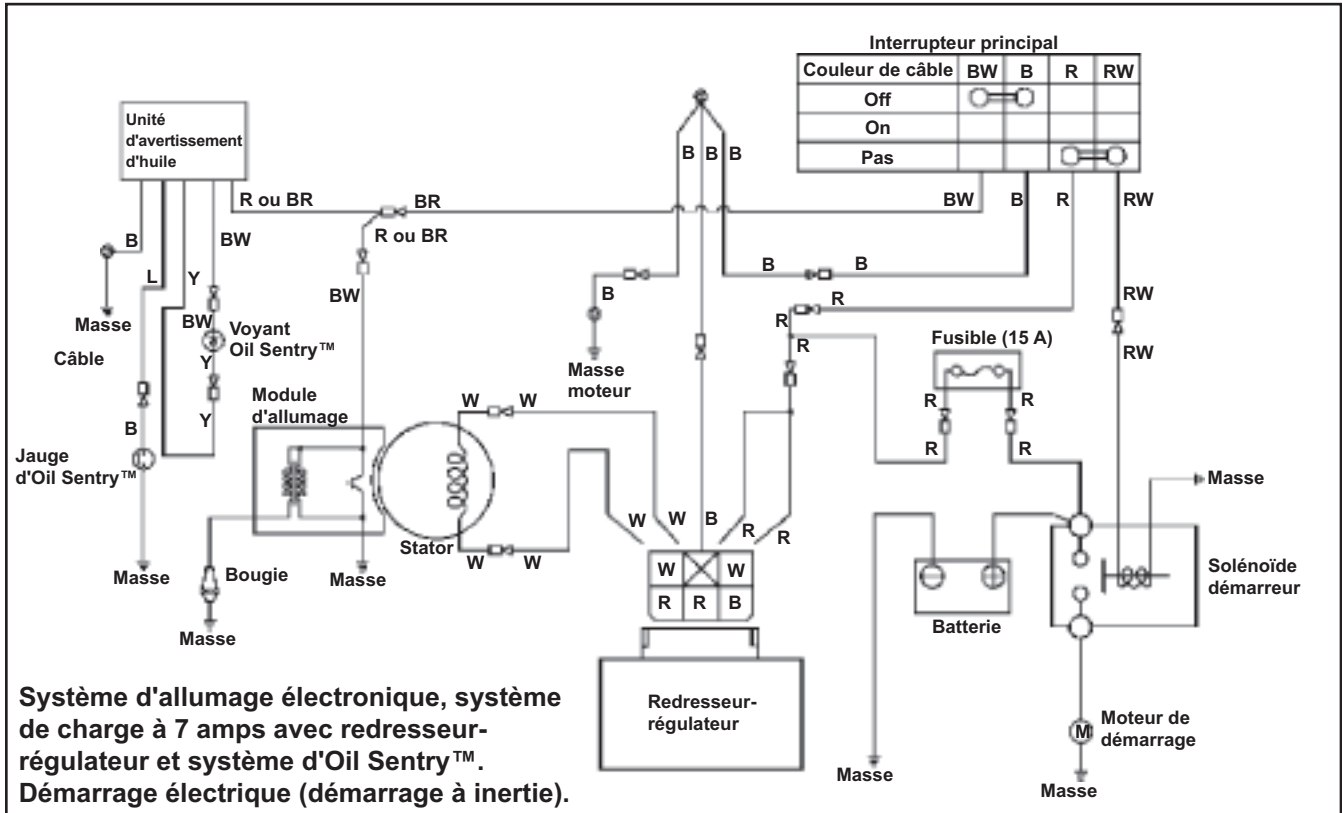 Interrupteur principal
Couleur de câble BW B R RW
Off
On
Pas
Unité
d'avertissement
d'huile
B B B
R ou BR BR BW B R RW
R ou BR
B BW
L Y
B B
BW
RW
Masse
BW Voyant
Oil Sentry™
B
R
R
R
Fusible (15 A)
RW
Câble
Y
Masse
moteur
Module
d'allumage
W W
R R
B
Y
R R
Jauge
d'Oil Sentry™
Masse
W W B R R
Stator
W W
Masse
Bougie
Masse
W W
R R B
Solénoïde
démarreur
Batterie
Masse
Redresseur-
régulateur
M
Moteur de
démarrage
Masse
Masse
Système d'allumage électronique, système
de charge à 7 amps avec redresseur-
régulateur et système d'Oil Sentry™.
Démarrage électrique (démarrage à inertie).